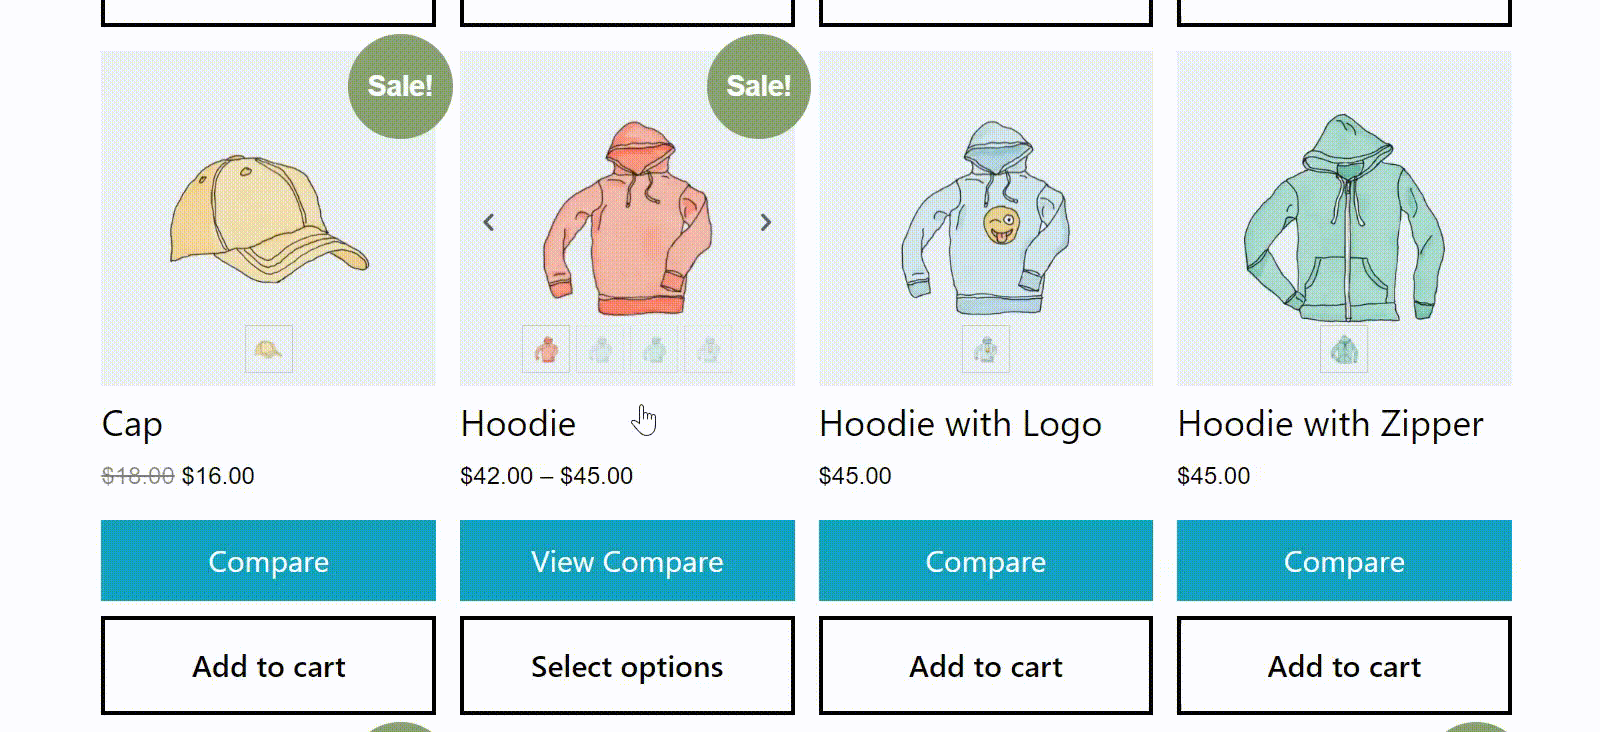 Sale!
Sale!
Cap
Hoodie
Hoodie with Logo
Hoodie with Zipper
$18.00 $16.00
$42.00 – $45.00
$45.00
$45.00
Compare
View Compare
Compare
Compare
Add to cart
Select options
Add to cart
Add to cart